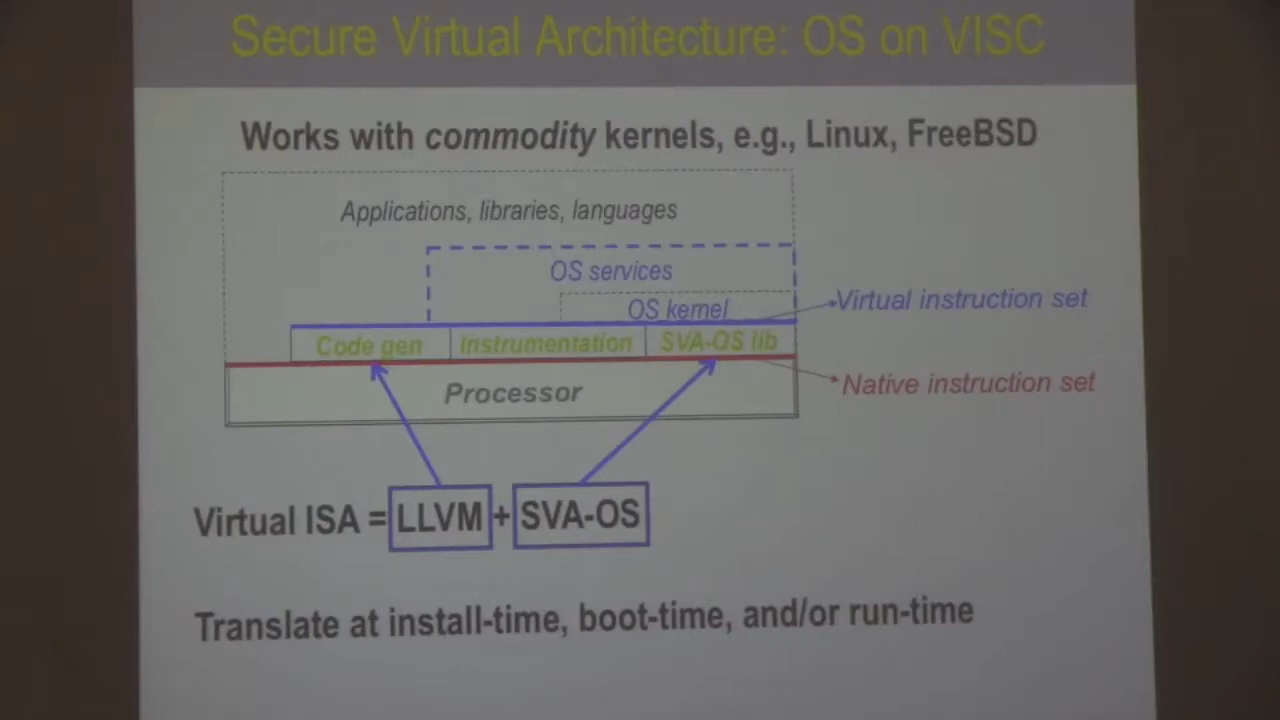 Secure Virtual Architecture: OS on VISC
Works with commodity kernels, e.g., Linux, FreeBSD
Applications, libraries, languages
OS services
OS kernel
Virtual instruction set
Code gen
Instrumentation
SVA-OS lib
Processor
Native instruction set
Virtual ISA = LLVM + SVA-OS
Translate at install-time, boot-time, and/or run-time